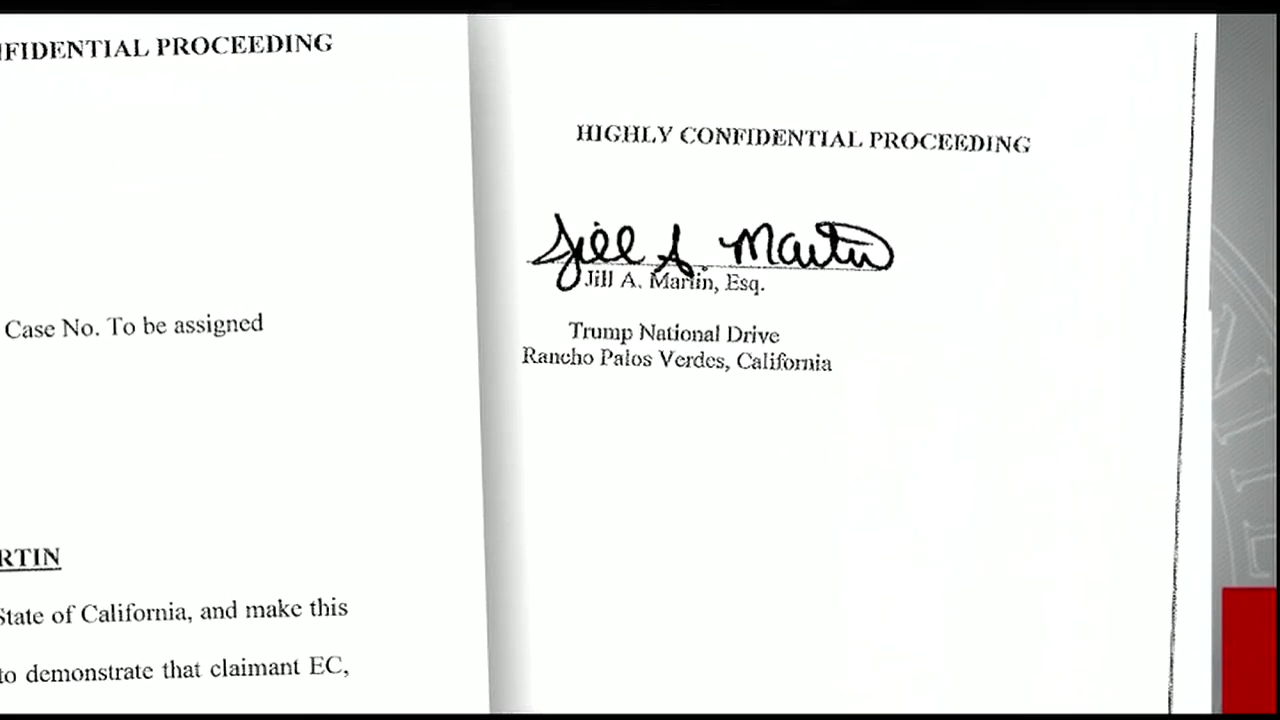 NFIDENTIAL PROCEEDING
Case No. To be assigned
RTIN
State of California, and make this
to demonstrate that claimant EC,
HIGHLY CONFIDENTIAL PROCEEDING
Jill A Martin
Jill A. Martin, Esq.
Trump National Drive
Rancho Palos Verdes, California